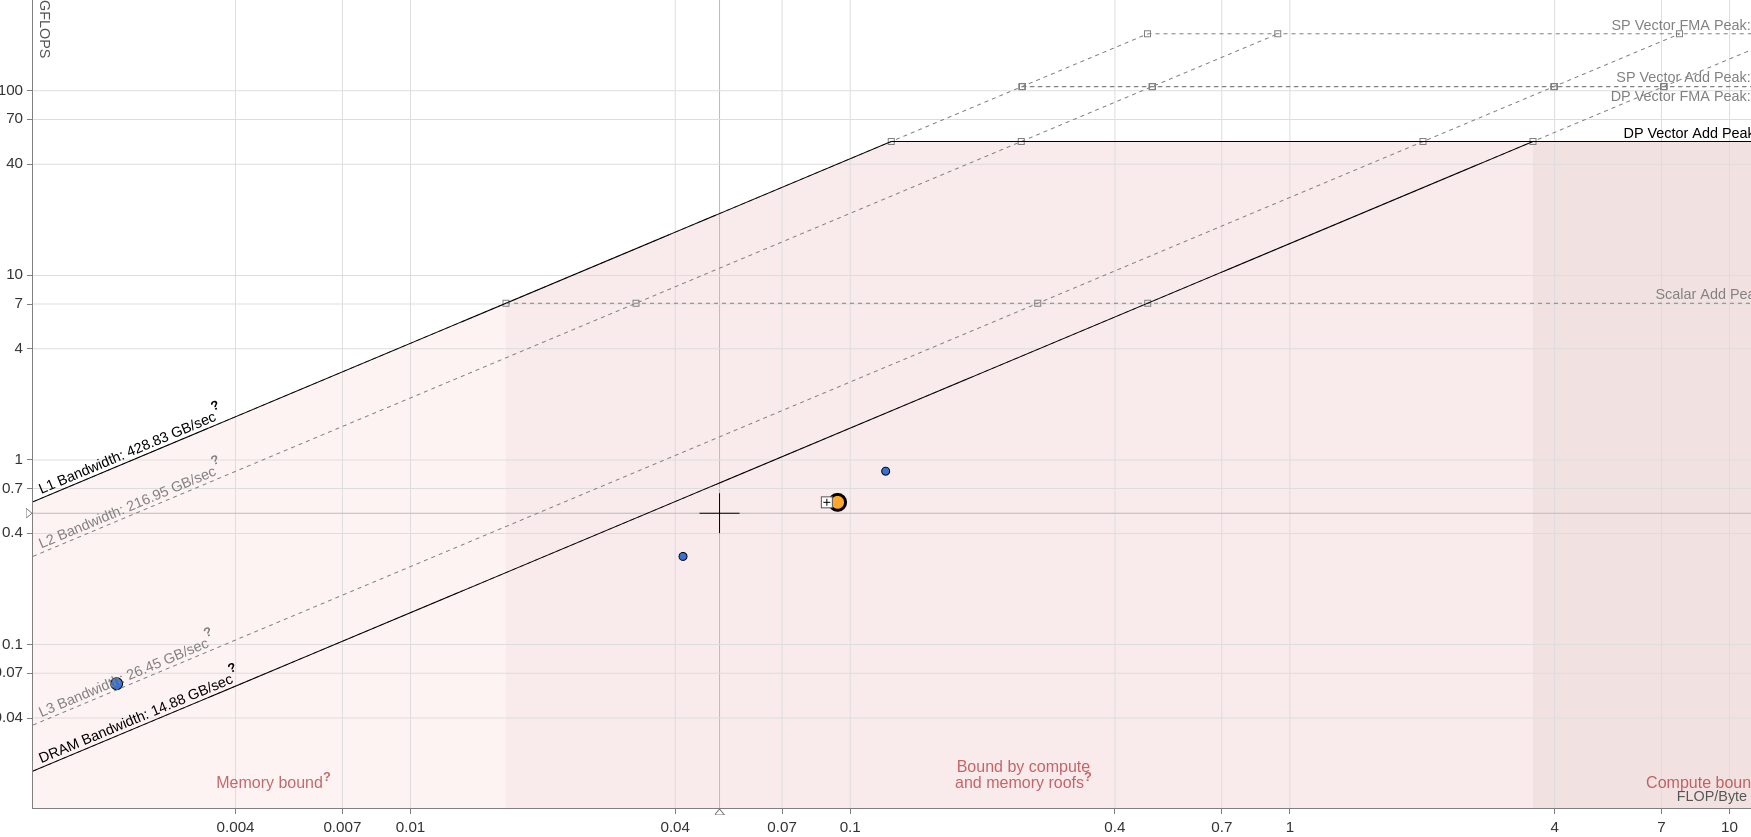 GFLOPS
SP Vector FMA Peak:
SP Vector Add Peak:
DP Vector FMA Peak:
DP Vector Add Peak
Scalar Add Pea
100
70
40
10
7
4
1
0.7
0.4
0.1
0.07
0.04
L1 Bandwidth: 428.83 GB/sec?
L2 Bandwidth: 216.95 GB/sec?
L3 Bandwidth: 26.45 GB/sec?
DRAM Bandwidth: 14.88 GB/sec?
Memory bound?
Bound by compute
and memory roofs?
Compute boun
FLOP/Byte
0.004 0.007 0.01 0.04 0.07 0.1 0.4 0.7 1 4 7 10